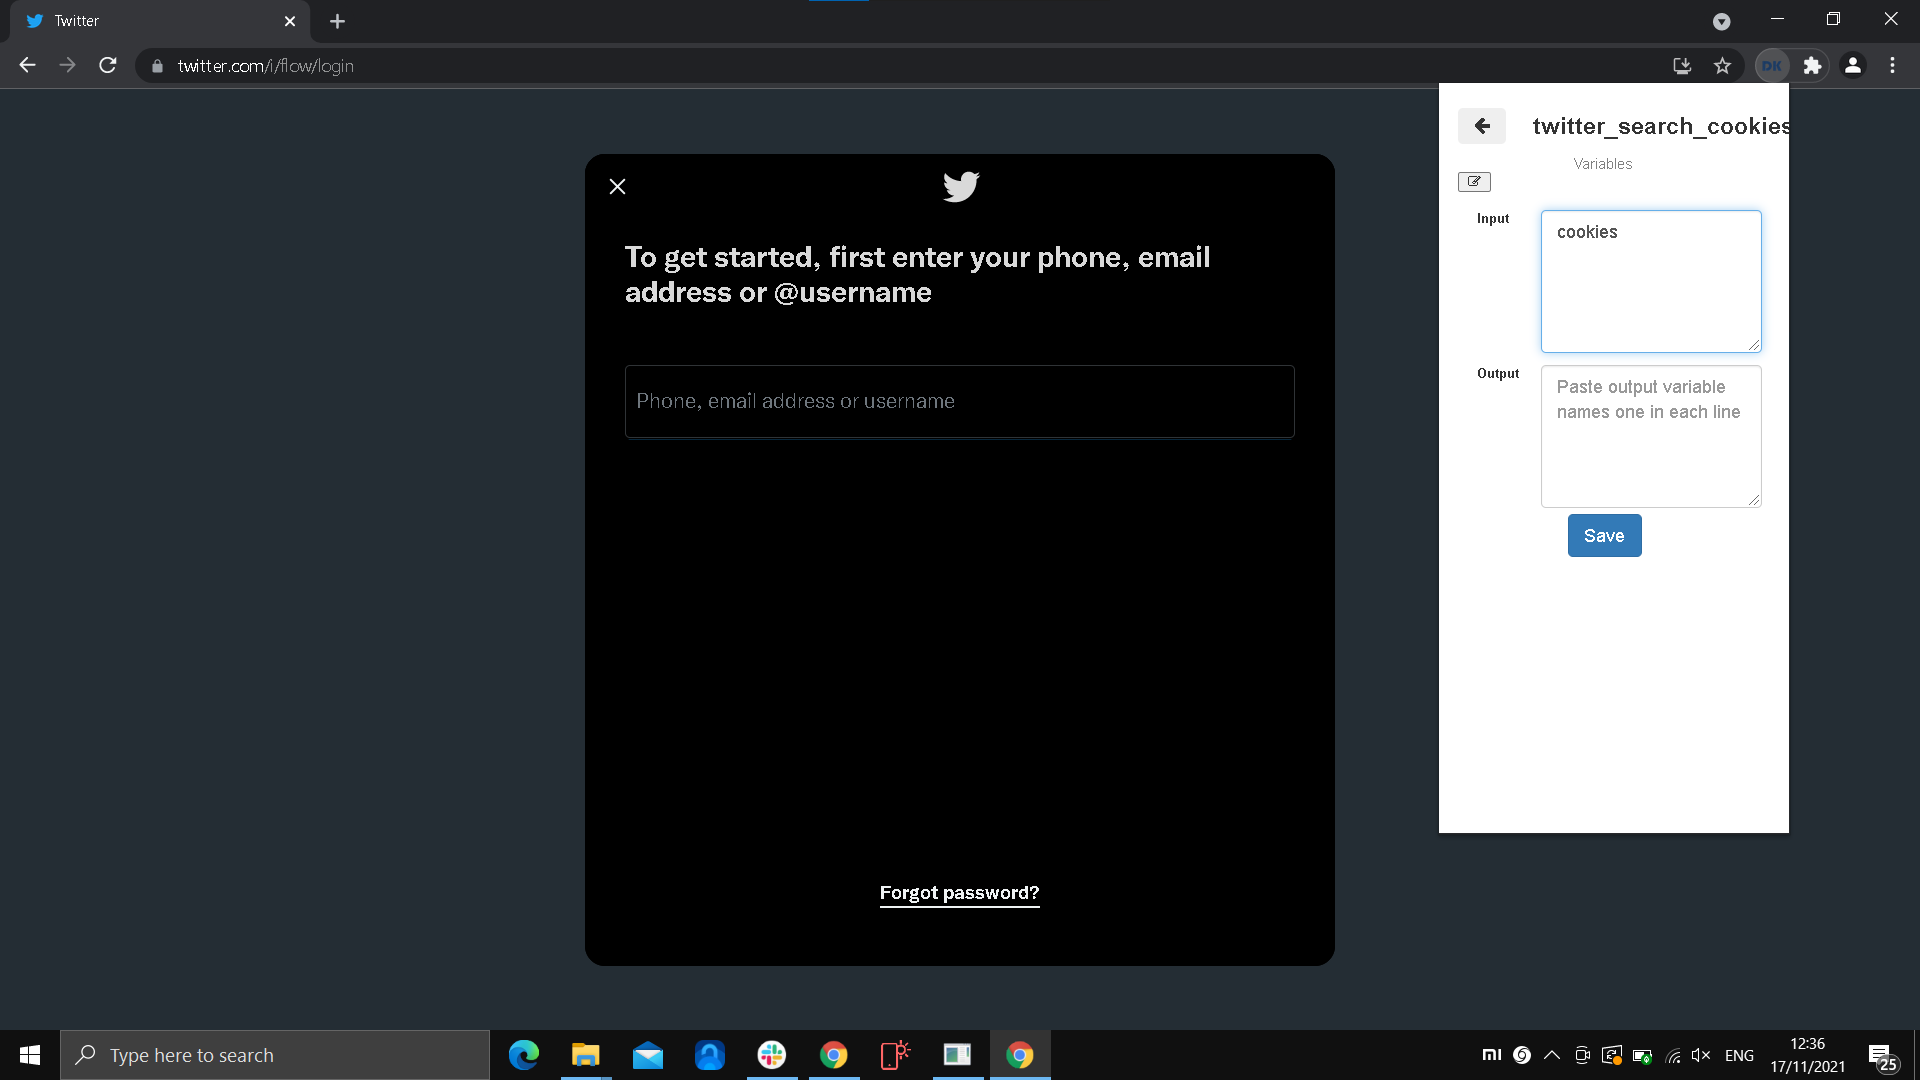 Twitter
twitter.com/i/flow/login
DK
twitter_search_cookies
Variables
Input
cookies
Output
Paste output variable
names one in each line
Save
To get started, first enter your phone, email
address or @username
Phone, email address or username
Forgot password?
Type here to search
mi
ENG
12:36
17/11/2021
25